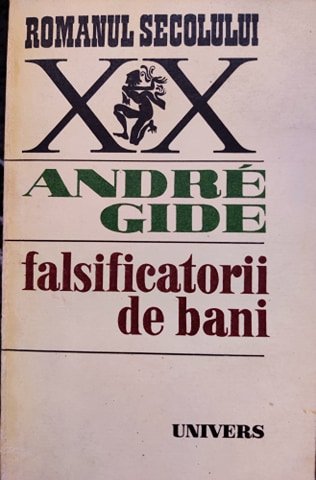 ROMANUL SECOLULUI
XX
ANDRÉ
GIDE
falsificatorii
de bani
UNIVERS